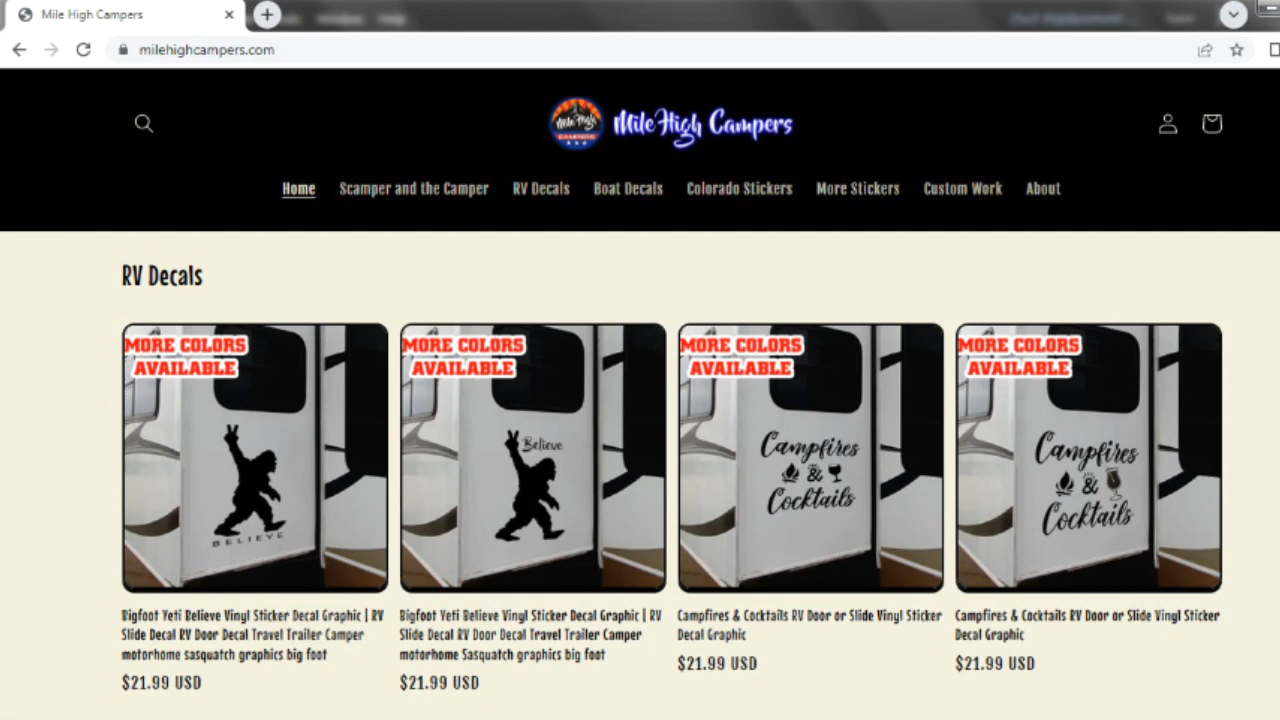 Mile High Campers
milehighcampers.com
Mile High
CAMPERS
Mile High Campers
Home Scamper and the Camper RV Decals Boat Decals Colorado Stickers More Stickers Custom Work About
RV Decals
MORE COLORS
AVAILABLE
BELIEVE
MORE COLORS
AVAILABLE
Believe
MORE COLORS
AVAILABLE
Campfires
&
Cocktails
MORE COLORS
AVAILABLE
Campfires
&
Cocktails
Bigfoot Yeti Believe Vinyl Sticker Decal Graphic | RV
Slide Decal RV Door Decal Travel Trailer Camper
motorhome sasquatch graphics big foot
$21.99 USD
Bigfoot Yeti Believe Vinyl Sticker Decal Graphic | RV
Slide Decal RV Door Decal Travel Trailer Camper
motorhome Sasquatch graphics big foot
$21.99 USD
Campfires & Cocktails RV Door or Slide Vinyl Sticker
Decal Graphic
$21.99 USD
Campfires & Cocktails RV Door or Slide Vinyl Sticker
Decal Graphic
$21.99 USD